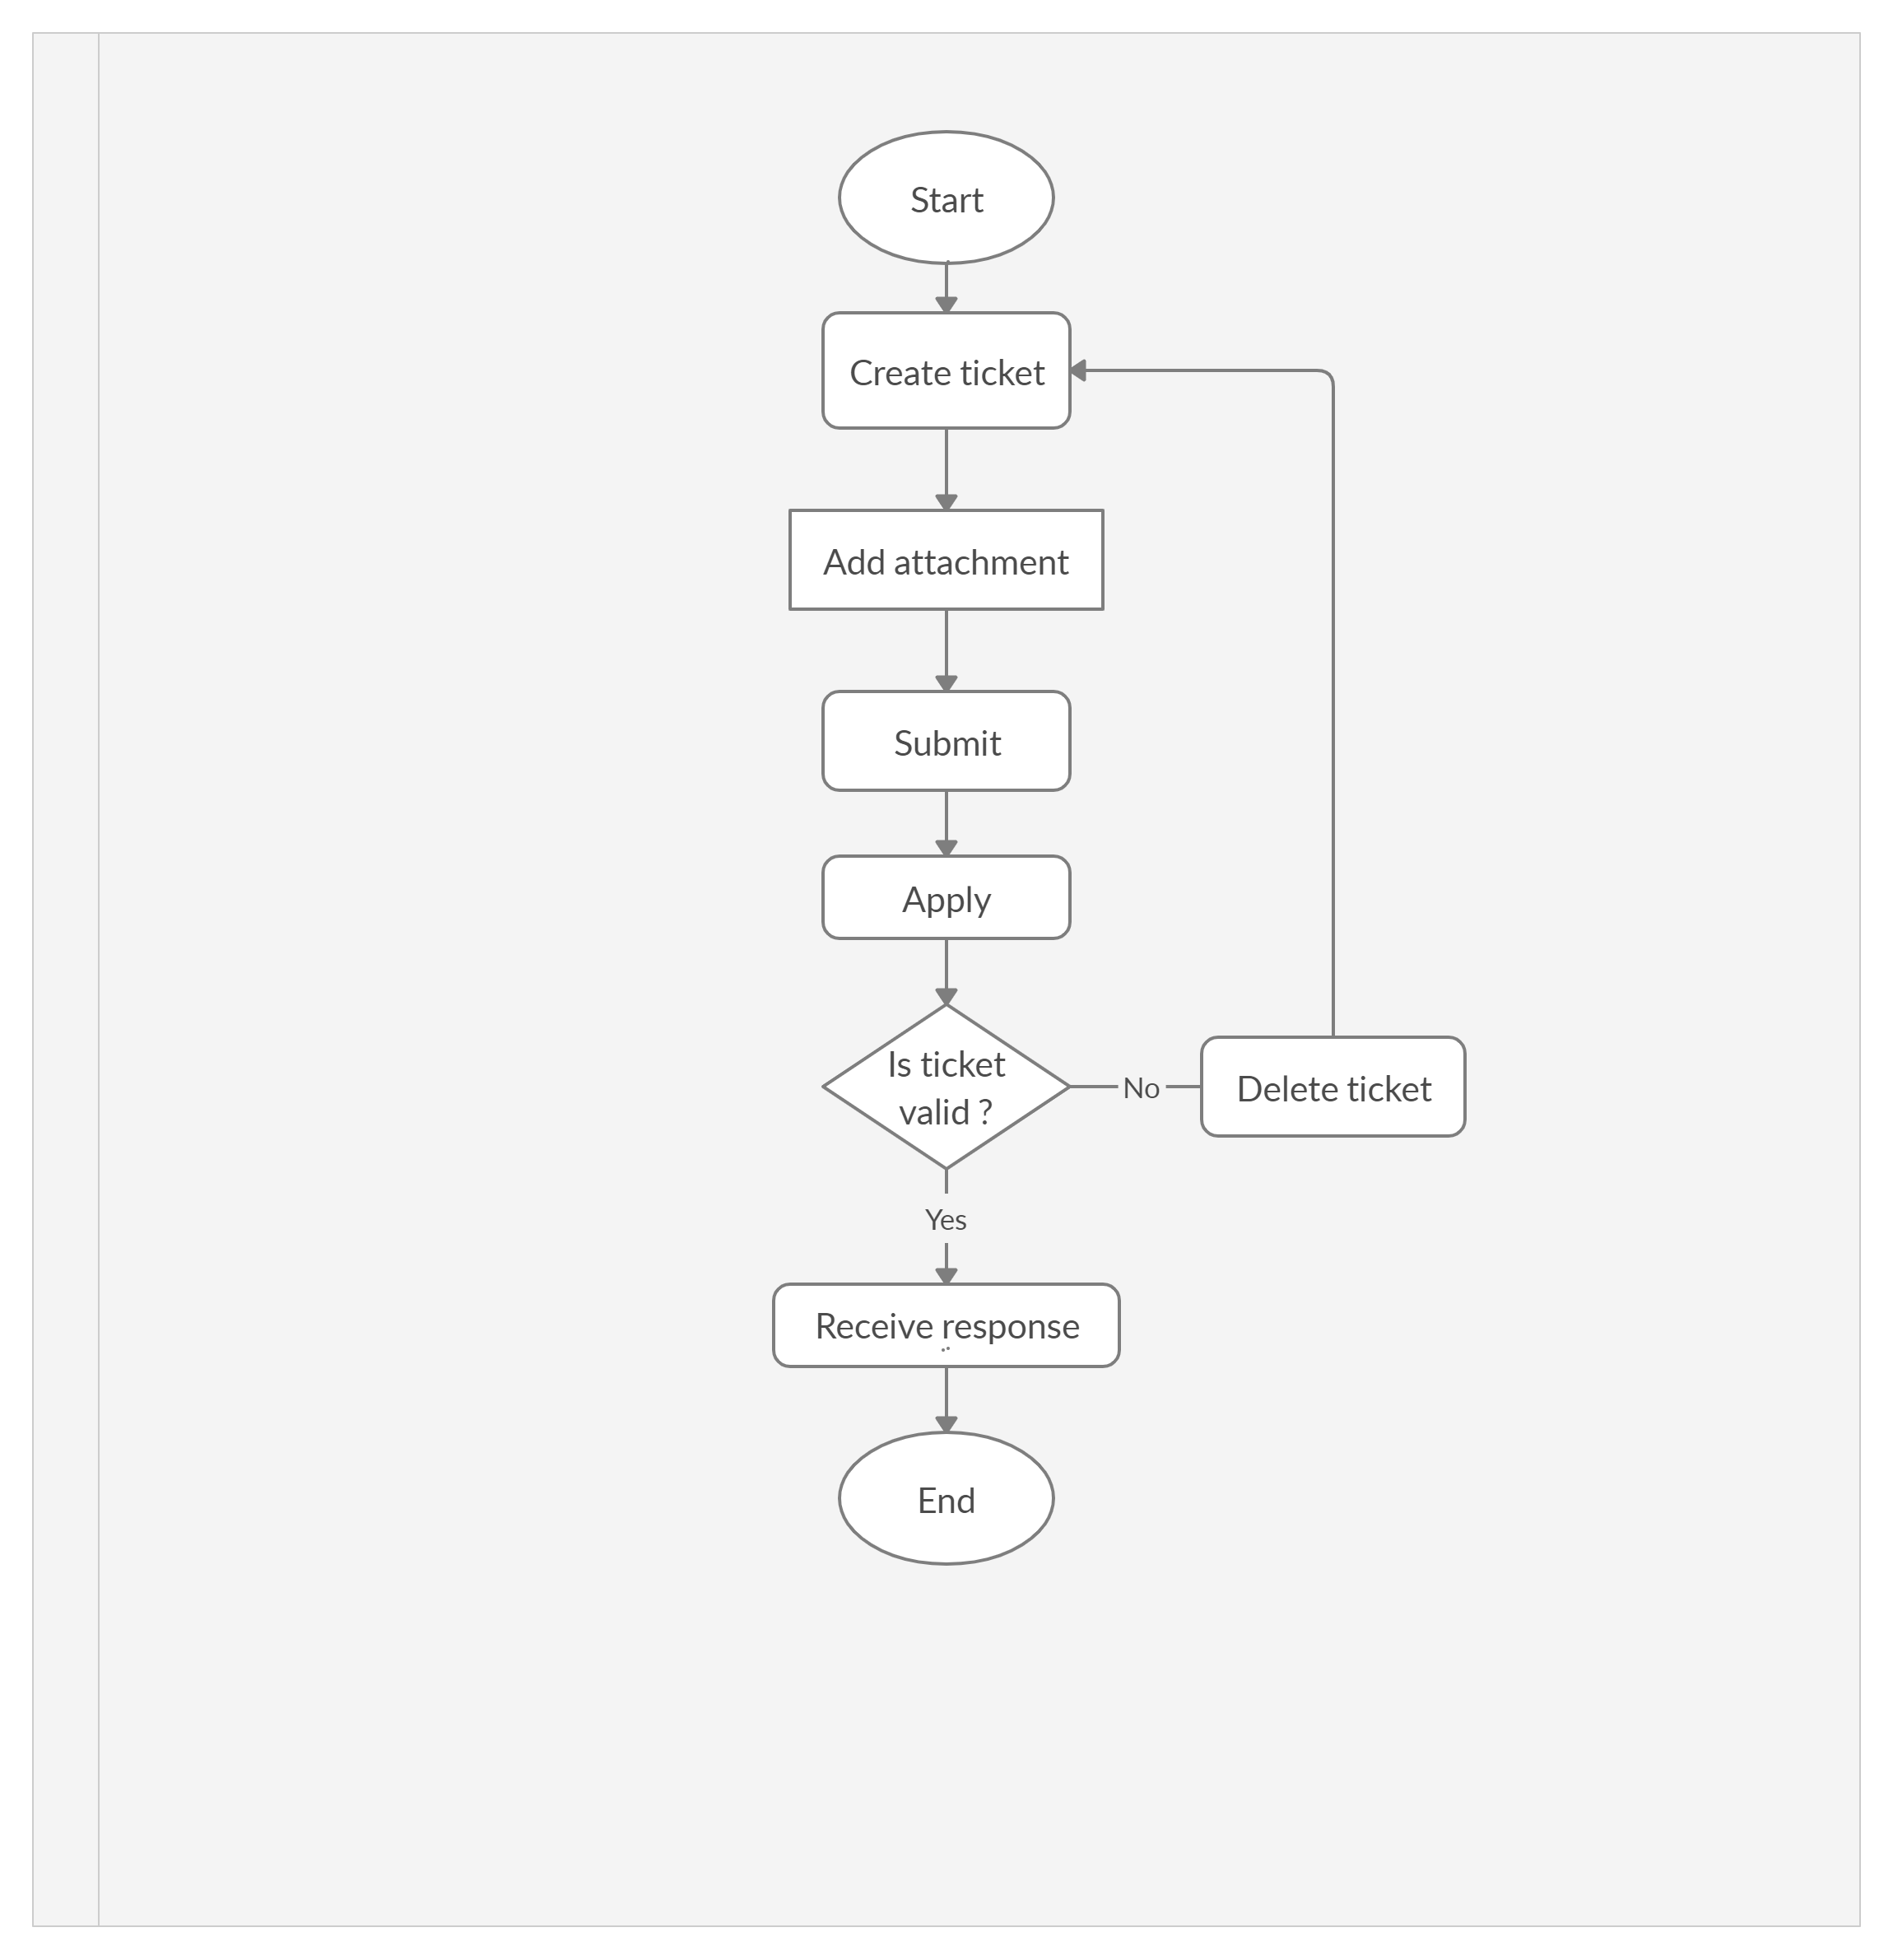 Start
Create ticket
Add attachment
Submit
Apply
Is ticket
valid ?
No
Delete ticket
Yes
Receive response
End